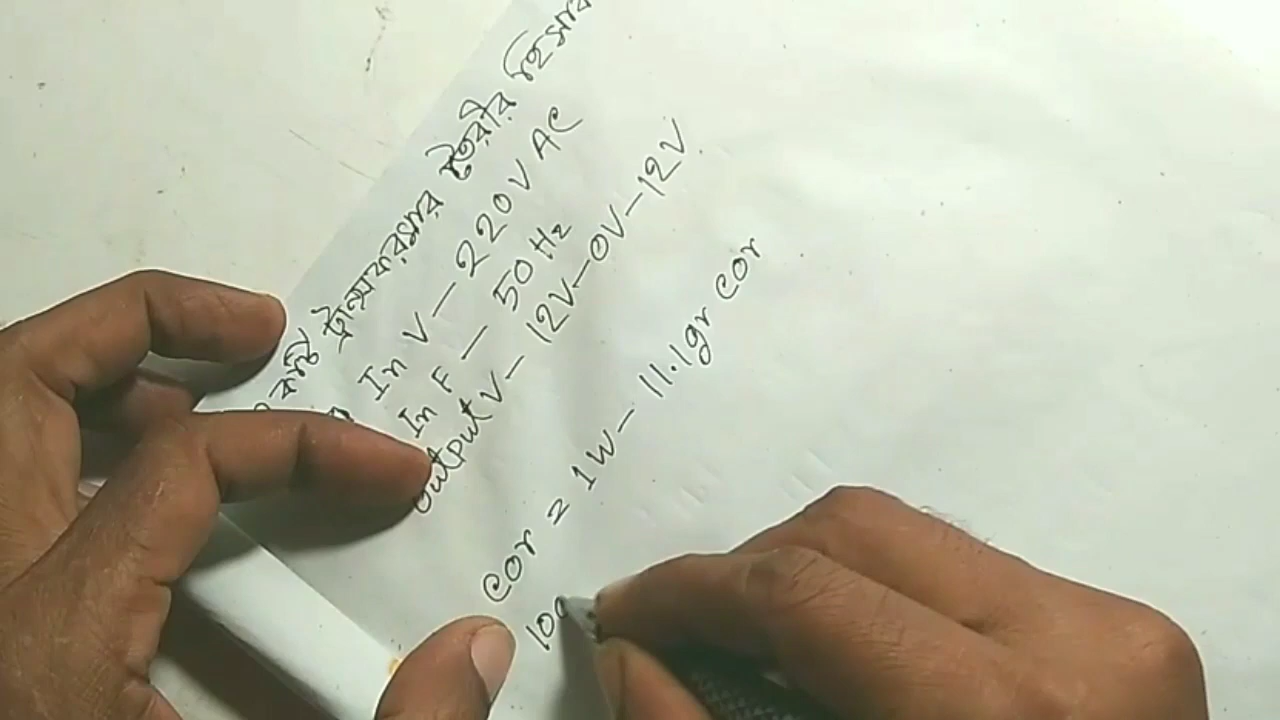 ট্রান্সফরমার তৈরীর হিসাব
In V — 220V AC
In F — 50 Hz
Output V — 12V—0V—12V
Cor = 1W — 11.1gr Cor
100